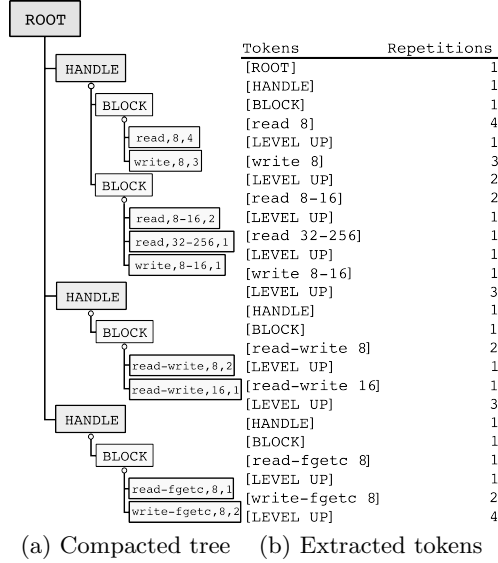 ROOT
HANDLE
BLOCK
read,8,4
write,8,3
BLOCK
read,8-16,2
read,32-256,1
write,8-16,1
HANDLE
BLOCK
read-write,8,2
read-write,16,1
HANDLE
BLOCK
read-fgetc,8,1
write-fgetc,8,2
(a) Compacted tree
Tokens Repetitions
[ROOT] 1
[HANDLE] 1
[BLOCK] 1
[read 8] 4
[LEVEL UP] 1
[write 8] 3
[LEVEL UP] 2
[read 8-16] 2
[LEVEL UP] 1
[read 32-256] 1
[LEVEL UP] 1
[write 8-16] 1
[LEVEL UP] 3
[HANDLE] 1
[BLOCK] 1
[read-write 8] 2
[LEVEL UP] 1
[read-write 16] 1
[LEVEL UP] 3
[HANDLE] 1
[BLOCK] 1
[read-fgetc 8] 1
[LEVEL UP] 1
[write-fgetc 8] 2
[LEVEL UP] 4
(b) Extracted tokens